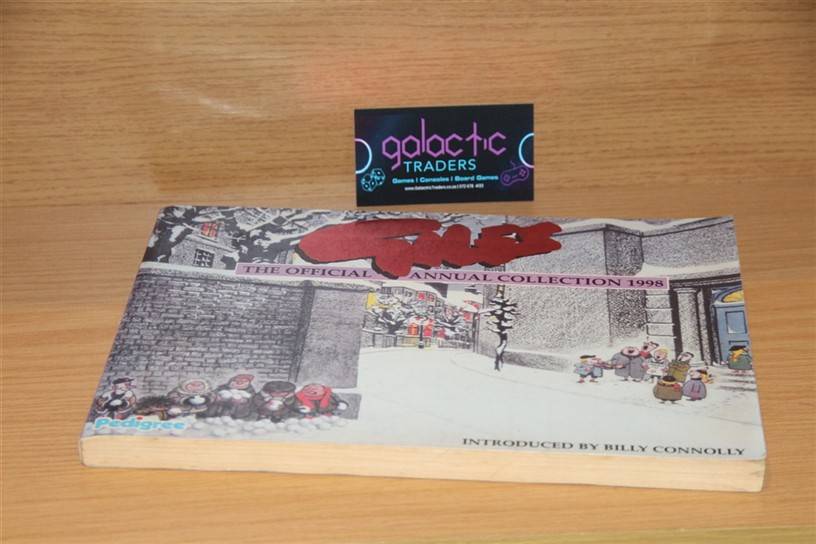 galactic
TRADERS
Games | Consoles | Board Games
GILES
THE OFFICIAL ANNUAL COLLECTION 1998
Pedigree
INTRODUCED BY BILLY CONNOLLY